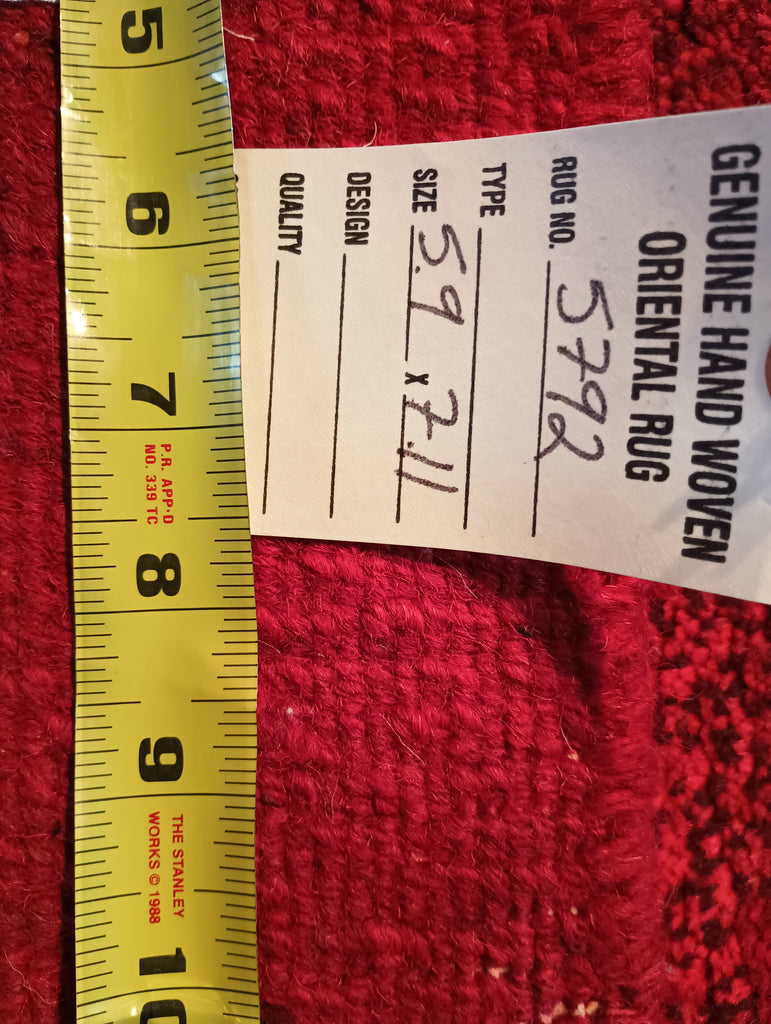 GENUINE HAND WOVEN
ORIENTAL RUG
RUG NO. 5792
TYPE
SIZE 5.9 x 7.11
DESIGN
QUALITY
5
6
7
P.R. APP'D
NO. 339 TC
8
9
THE STANLEY
WORKS © 1988
10